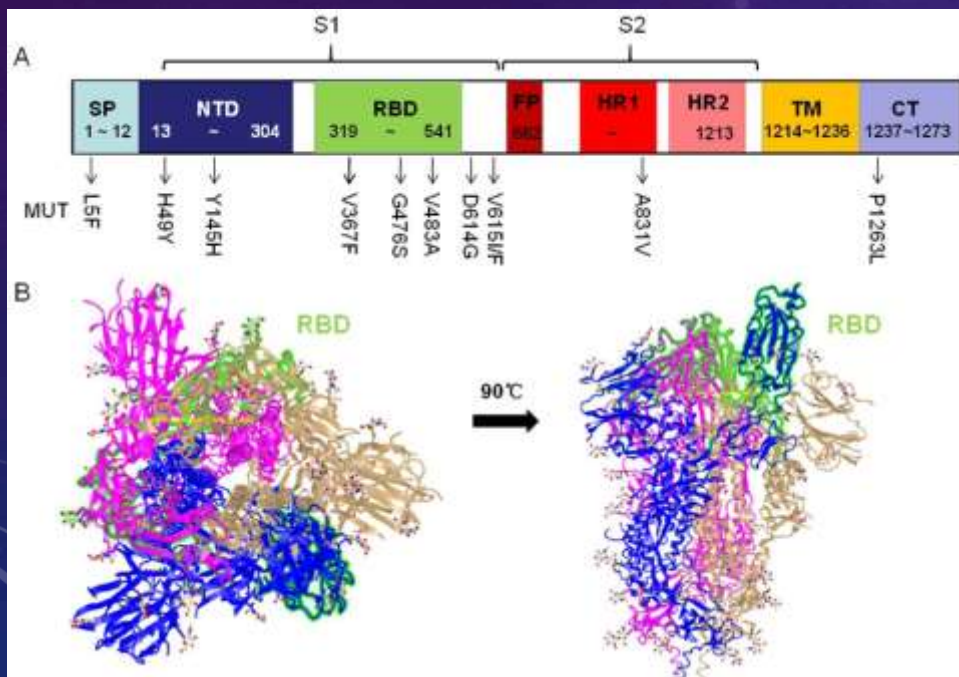 S1 S2
A
SP NTD RBD FP HR1 HR2 TM CT
1 ~ 12 13 ~ 304 319 ~ 541 682 ~ 1213 1214~1236 1237~1273
MUT L5F H49Y Y145H V367F G476S V483A D614G V615I/F A831V P1263L
B
RBD RBD
90℃